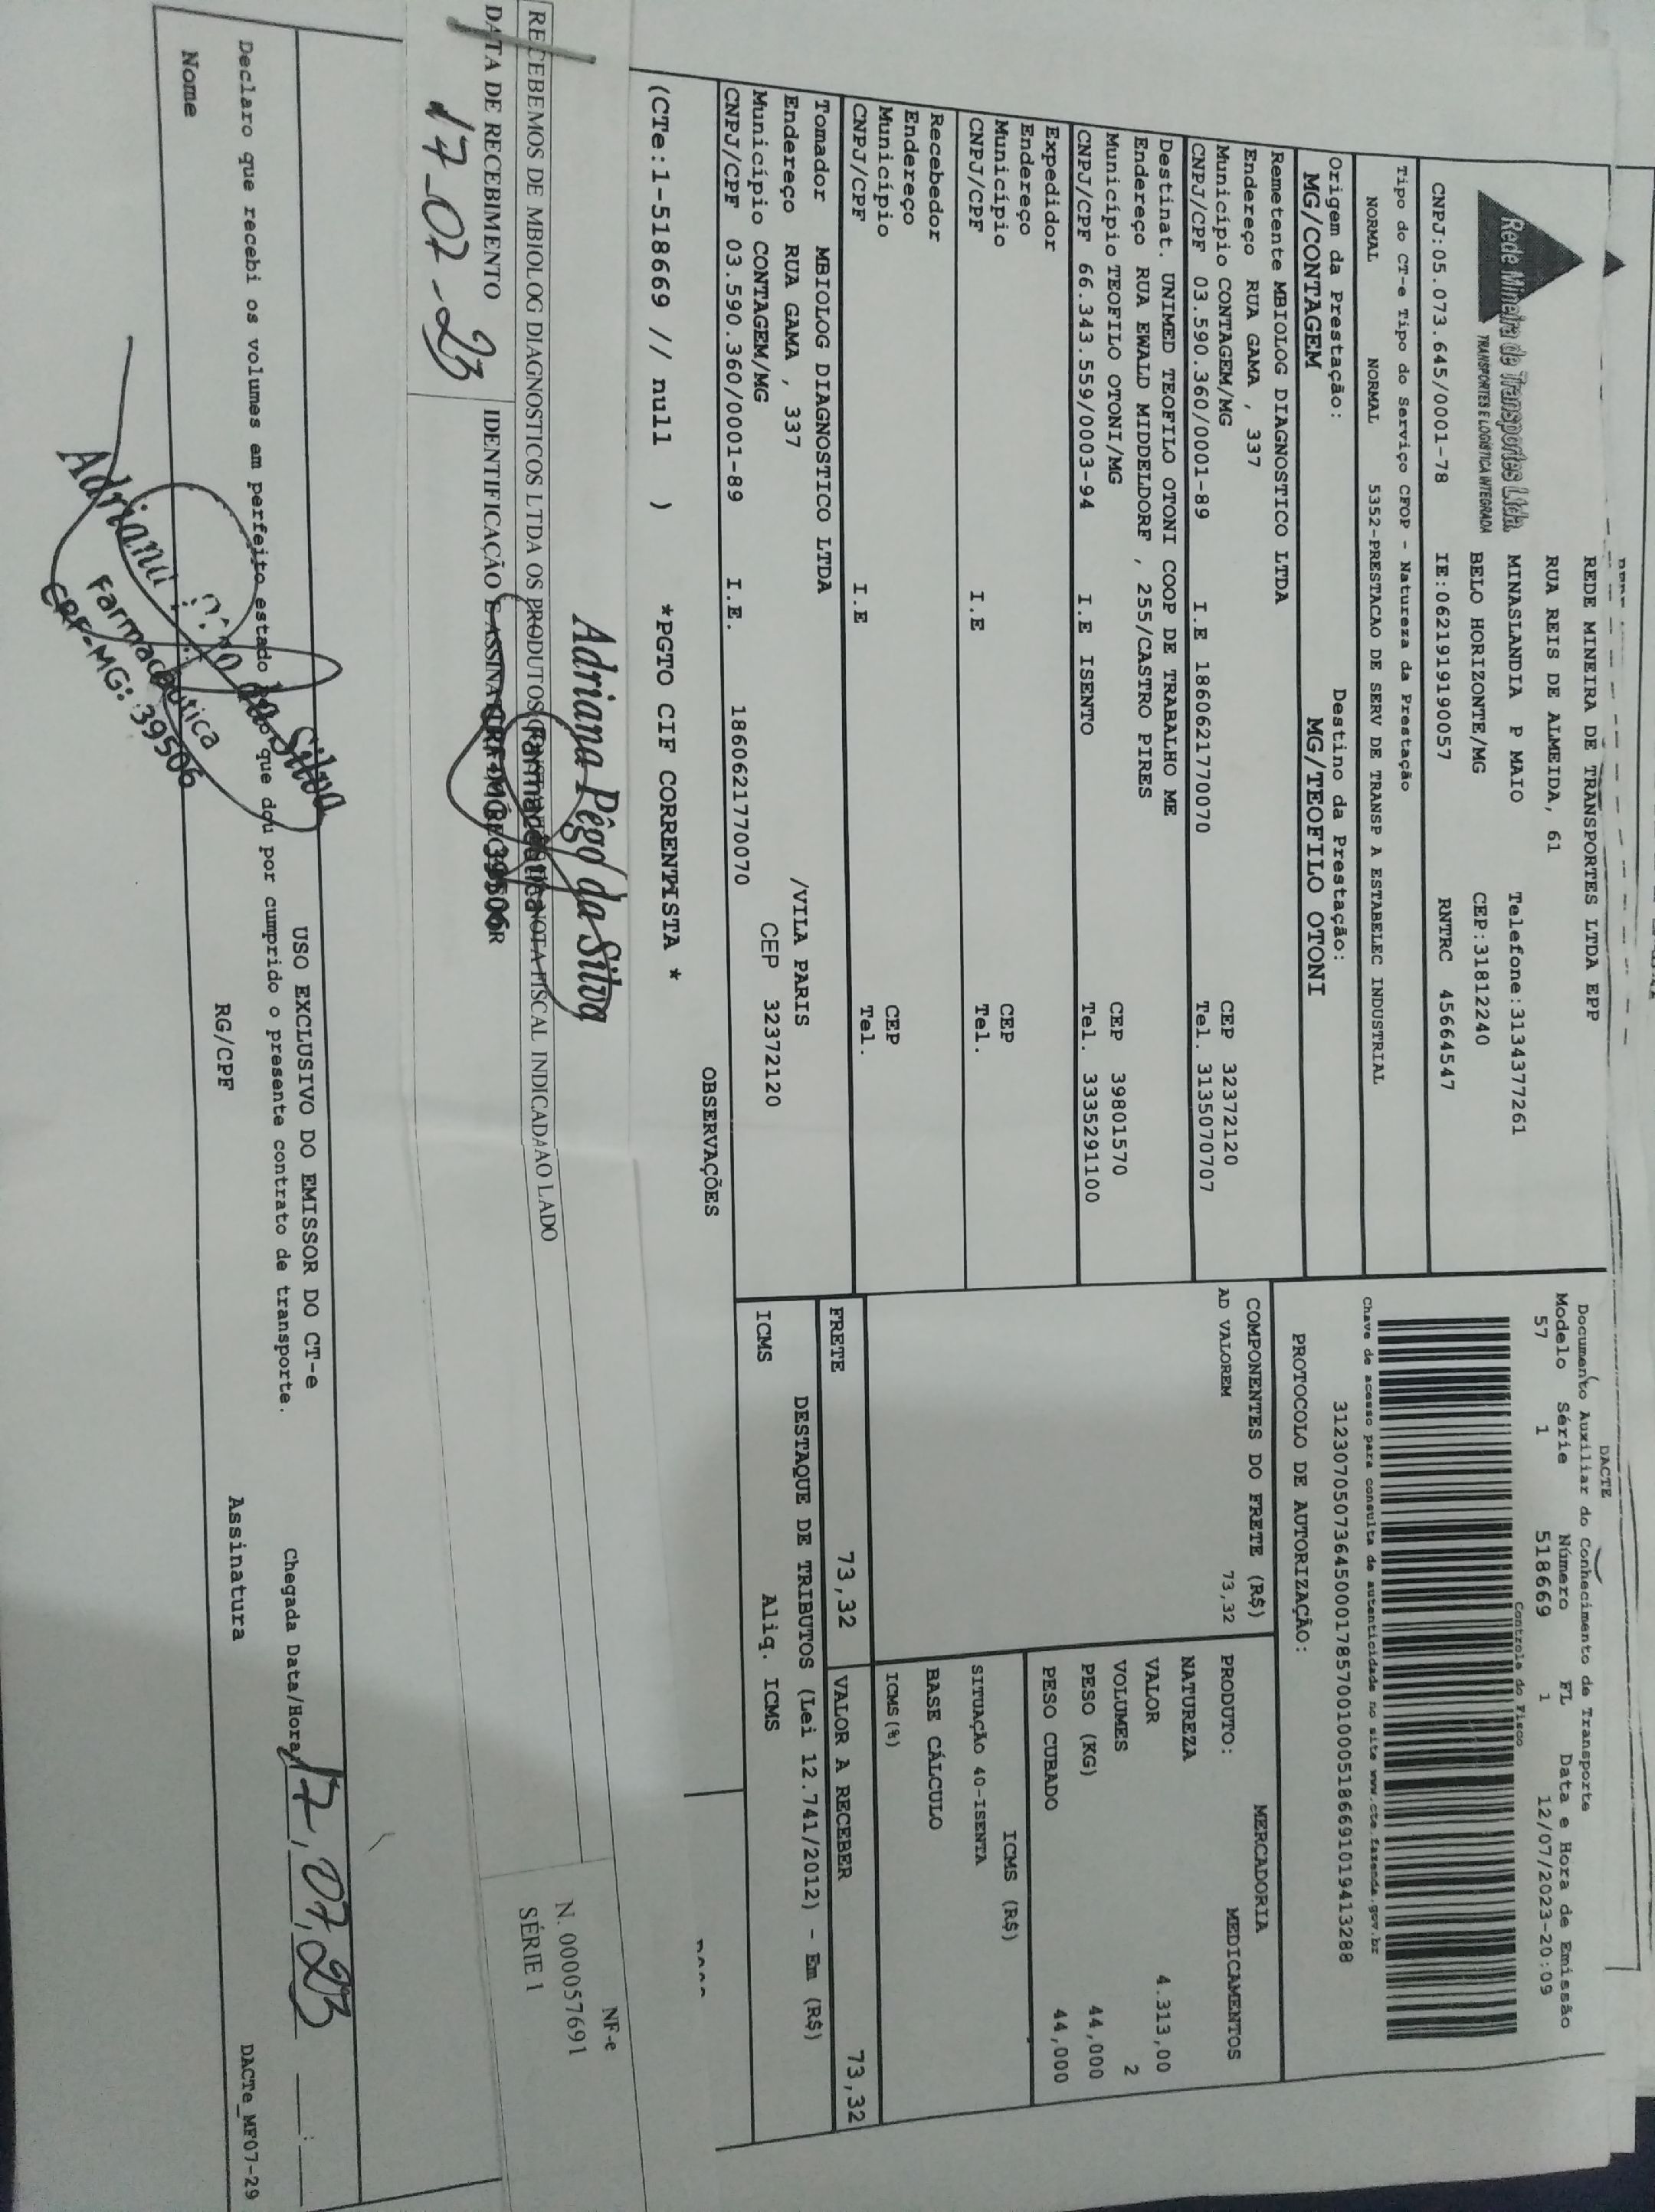 Rede Mineira de Transportes Ltda.
TRANSPORTES E LOGÍSTICA INTEGRADA
REDE MINEIRA DE TRANSPORTES LTDA EPP
RUA REIS DE ALMEIDA, 61
MINASLANDIA P MAIO Telefone:3134377261
BELO HORIZONTE/MG CEP:31812240
CNPJ:05.073.645/0001-78 IE:0621919190057 RNTRC 45664547
DACTE
Documento Auxiliar do Conhecimento de Transporte
Modelo Série Número FL Data e Hora de Emissão
57 1 518669 1 12/07/2023-20:09
Controle do Fisco
Chave de acesso para consulta de autenticidade no site www.cte.fazenda.gov.br
31230705073645000178570010005186691019413288
PROTOCOLO DE AUTORIZAÇÃO:
Tipo do CT-e Tipo do Serviço CFOP - Natureza da Prestação
NORMAL NORMAL 5352-PRESTACAO DE SERV DE TRANSP A ESTABELEC INDUSTRIAL
Origem da Prestação: Destino da Prestação:
MG/CONTAGEM MG/TEOFILO OTONI
Remetente MBIOLOG DIAGNOSTICO LTDA
Endereço RUA GAMA , 337
Município CONTAGEM/MG CEP 32372120
CNPJ/CPF 03.590.360/0001-89 I.E 1860621770070 Tel. 3135070707
Destinat. UNIMED TEOFILO OTONI COOP DE TRABALHO ME
Endereço RUA EWALD MIDDELDORF , 255/CASTRO PIRES
Município TEOFILO OTONI/MG CEP 39801570
CNPJ/CPF 66.343.559/0003-94 I.E ISENTO Tel. 3335291100
Expedidor
Endereço
Município CEP
CNPJ/CPF I.E Tel.
Recebedor
Endereço
Município CEP
CNPJ/CPF I.E Tel.
Tomador MBIOLOG DIAGNOSTICO LTDA
Endereço RUA GAMA , 337 /VILA PARIS
Município CONTAGEM/MG CEP 32372120
CNPJ/CPF 03.590.360/0001-89 I.E. 1860621770070
COMPONENTES DO FRETE (R$)
AD VALOREM 73,32
MERCADORIA
PRODUTO: MEDICAMENTOS
NATUREZA
VALOR 4.313,00
VOLUMES 2
PESO (KG) 44,000
PESO CUBADO 44,000
ICMS (R$)
SITUAÇÃO 40-ISENTA
BASE CÁLCULO
ICMS(%)
FRETE 73,32 VALOR A RECEBER 73,32
DESTAQUE DE TRIBUTOS (Lei 12.741/2012) - Em (R$)
ICMS Aliq. ICMS
OBSERVAÇÕES
(CTe:1-518669 // null ) *PGTO CIF CORRENTISTA *
Adriana Pêgo da Silva
Farmacêutica
CRF-MG: 39506
RECEBEMOS DE MBIOLOG DIAGNOSTICOS LTDA OS PRODUTOS CONSTANTES DA NOTA FISCAL INDICADA AO LADO
DATA DE RECEBIMENTO IDENTIFICAÇÃO E ASSINATURA DO RECEBEDOR
17-07-23
NF-e
N. 000057691
SÉRIE 1
USO EXCLUSIVO DO EMISSOR DO CT-e
Declaro que recebi os volumes em perfeito estado pelo que dou por cumprido o presente contrato de transporte.
Chegada Data/Hora 17,07,23
Nome RG/CPF Assinatura DACTe_MF07-29
Silva
Farmacêutica
CRF-MG: 39506